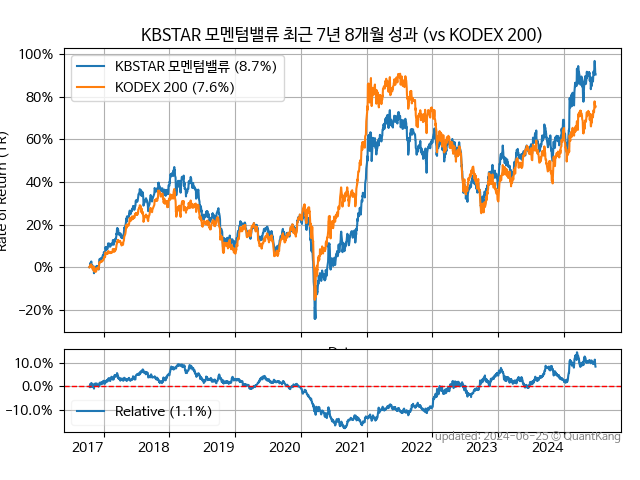 KBSTAR 모멘텀밸류 최근 7년 8개월 성과 (vs KODEX 200)
100%
80%
60%
40%
20%
0%
−20%
Rate of Return (TR)
KBSTAR 모멘텀밸류 (8.7%)
KODEX 200 (7.6%)
10.0%
0.0%
−10.0%
Relative (1.1%)
2017 2018 2019 2020 2021 2022 2023 2024
updated: 2024-06-25 © QuantKang